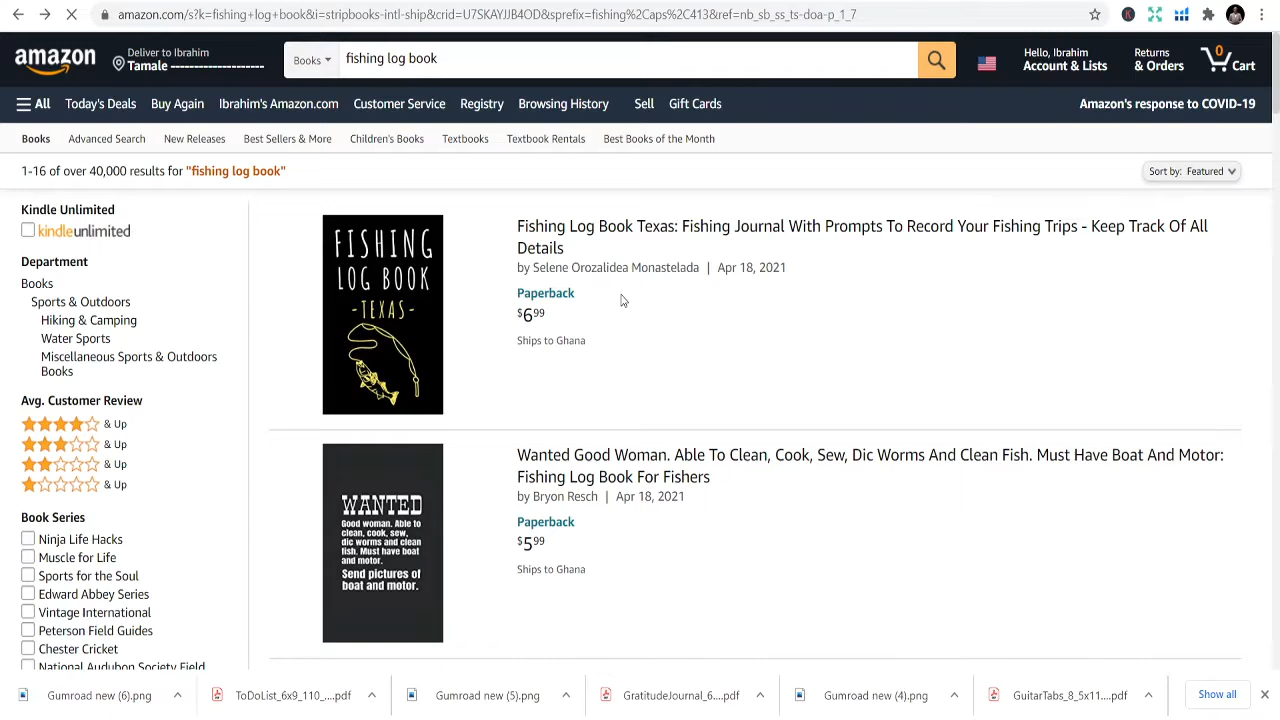 amazon.com/s?k=fishing+log+book&i=stripbooks-intl-ship&crid=U7SKAYJJB4OD&sprefix=fishing%2Caps%2C413&ref=nb_sb_ss_ts-doa-p_1_7
K
amazon
Deliver to Ibrahim
Tamale --------------------
Books
fishing log book
Hello, Ibrahim
Account & Lists
Returns
& Orders
0
Cart
All
Today's Deals
Buy Again
Ibrahim's Amazon.com
Customer Service
Registry
Browsing History
Sell
Gift Cards
Amazon's response to COVID-19
Books
Advanced Search
New Releases
Best Sellers & More
Children's Books
Textbooks
Textbook Rentals
Best Books of the Month
1-16 of over 40,000 results for "fishing log book"
Sort by: Featured
Kindle Unlimited
kindleunlimited
Department
Books
Sports & Outdoors
Hiking & Camping
Water Sports
Miscellaneous Sports & Outdoors
Books
Avg. Customer Review
& Up
& Up
& Up
& Up
Book Series
Ninja Life Hacks
Muscle for Life
Sports for the Soul
Edward Abbey Series
Vintage International
Peterson Field Guides
Chester Cricket
National Audubon Society Field
FISHING
LOG BOOK
-TEXAS-
Fishing Log Book Texas: Fishing Journal With Prompts To Record Your Fishing Trips - Keep Track Of All
Details
by Selene Orozalidea Monastelada | Apr 18, 2021
Paperback
$699
Ships to Ghana
WANTED
Good woman. Able to
clean, cook, sew,
dic worms and clean
fish. Must have boat
and motor.
Send pictures of
boat and motor.
Wanted Good Woman. Able To Clean, Cook, Sew, Dic Worms And Clean Fish. Must Have Boat And Motor:
Fishing Log Book For Fishers
by Bryon Resch | Apr 18, 2021
Paperback
$599
Ships to Ghana
Gumroad new (6).png
ToDoList_6x9_110_....pdf
Gumroad new (5).png
GratitudeJournal_6....pdf
Gumroad new (4).png
GuitarTabs_8_5x11....pdf
Show all